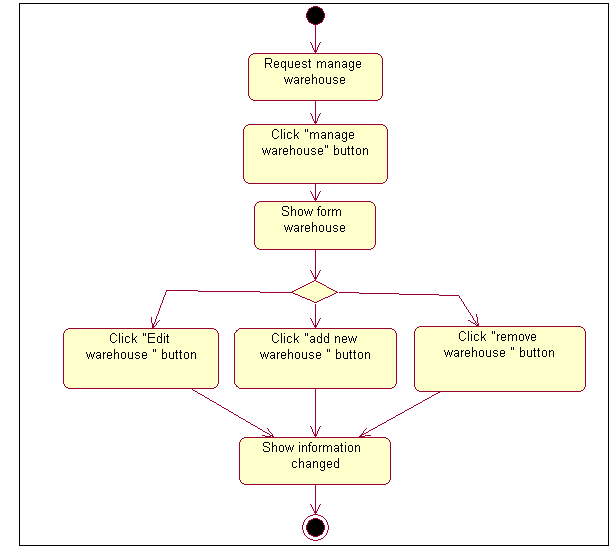 Request manage
warehouse
Click "manage
warehouse" button
Show form
warehouse
Click "Edit
warehouse " button
Click "add new
warehouse " button
Click "remove
warehouse " button
Show information
changed